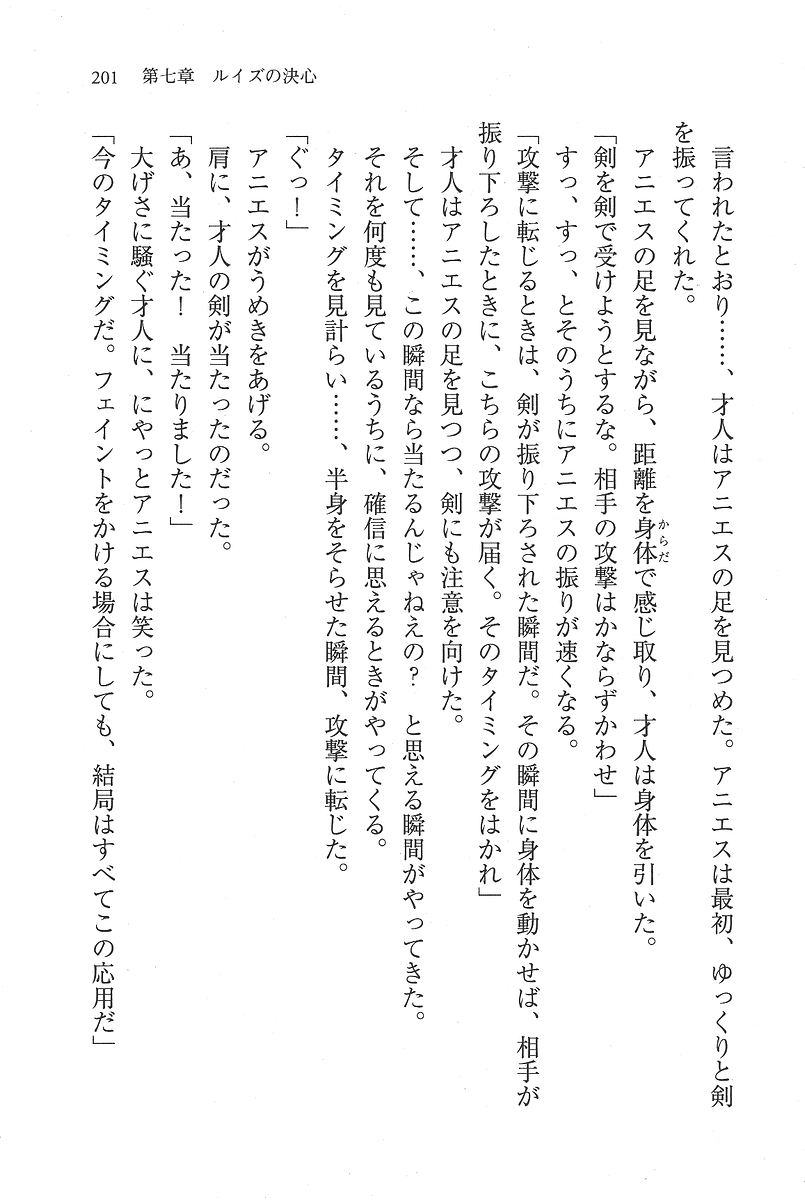 201　第七章　ルイズの決心
　言われたとおり……、才人はアニエスの足を見つめた。アニエスは最初、ゆっくりと剣
を振ってくれた。
　アニエスの足を見ながら、距離を身体からだで感じ取り、才人は身体を引いた。
「剣を剣で受けようとするな。相手の攻撃はかならずかわせ」
　すっ、すっ、とそのうちにアニエスの振りが速くなる。
「攻撃に転じるときは、剣が振り下ろされた瞬間だ。その瞬間に身体を動かせば、相手が
振り下ろしたときに、こちらの攻撃が届く。そのタイミングをはかれ」
　才人はアニエスの足を見つつ、剣にも注意を向けた。
　そして……、この瞬間なら当たるんじゃねえの？　と思える瞬間がやってきた。
　それを何度も見ているうちに、確信に思えるときがやってくる。
　タイミングを見計らい……、半身をそらせた瞬間、攻撃に転じた。
「ぐっ！」
　アニエスがうめきをあげる。
　肩に、才人の剣が当たったのだった。
「あ、当たった！　当たりました！」
　大げさに騒ぐ才人に、にやっとアニエスは笑った。
「今のタイミングだ。フェイントをかける場合にしても、結局はすべてこの応用だ」